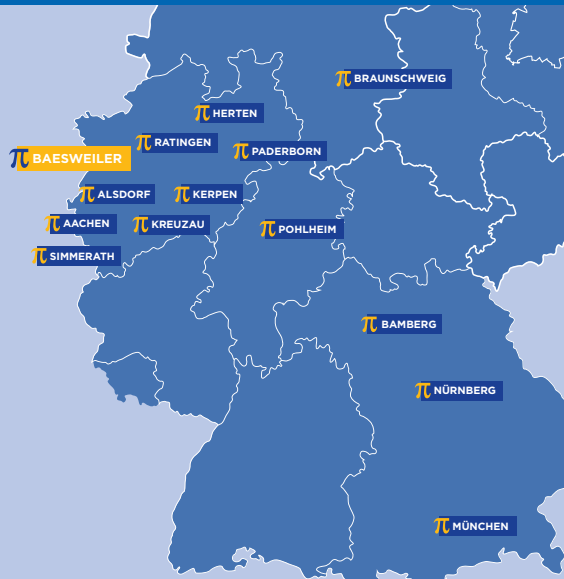 π BRAUNSCHWEIG
π HERTEN
π RATINGEN
π PADERBORN
π BAESWEILER
π ALSDORF
π KERPEN
π AACHEN
π KREUZAU
π POHLHEIM
π SIMMERATH
π BAMBERG
π NÜRNBERG
π MÜNCHEN